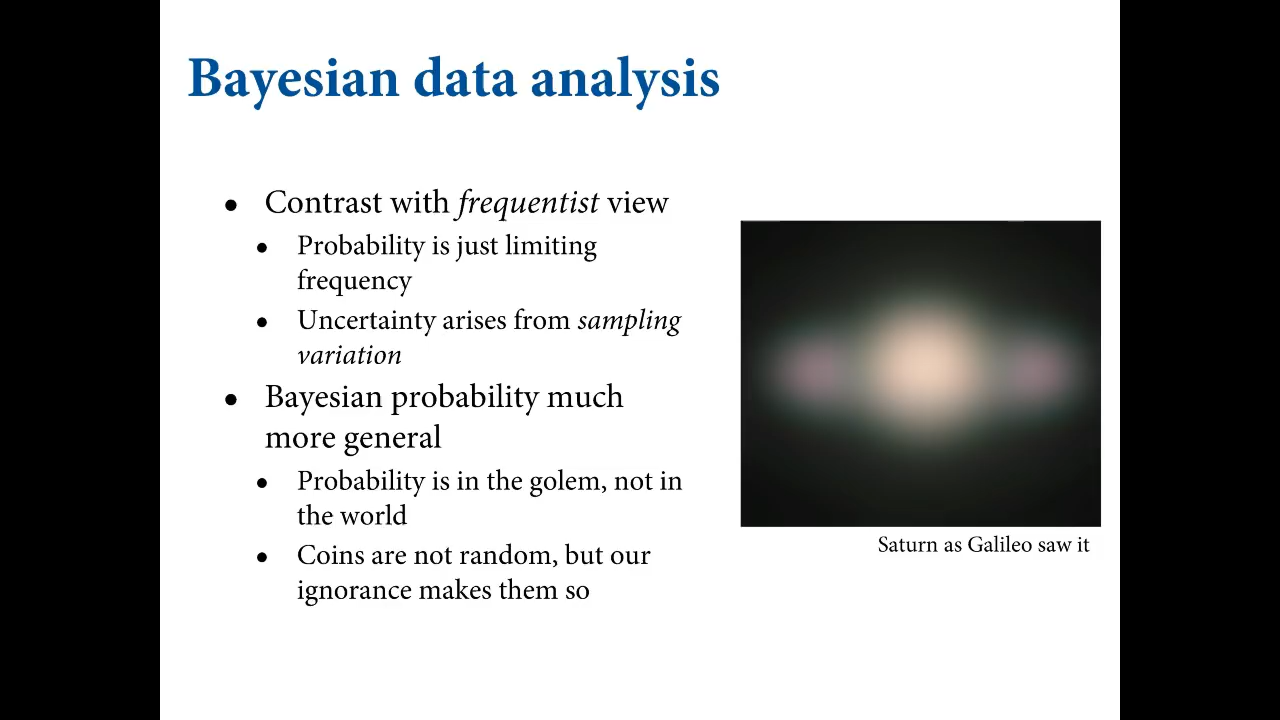 Bayesian data analysis
• Contrast with frequentist view
• Probability is just limiting
frequency
• Uncertainty arises from sampling
variation
• Bayesian probability much
more general
• Probability is in the golem, not in
the world
• Coins are not random, but our
ignorance makes them so
Saturn as Galileo saw it